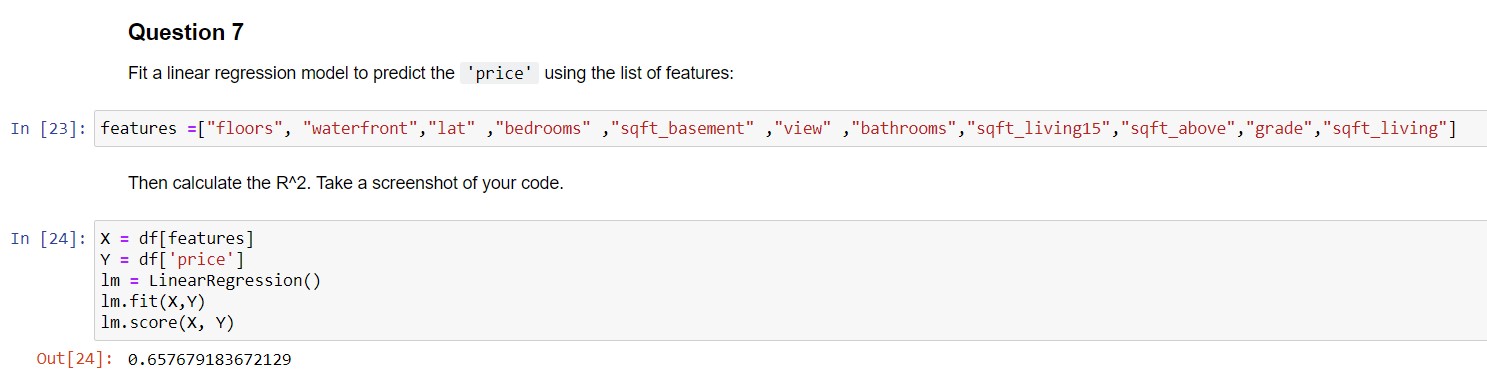 Question 7
Fit a linear regression model to predict the 'price' using the list of features:
In [23]: features =["floors", "waterfront","lat" ,"bedrooms" ,"sqft_basement" ,"view" ,"bathrooms","sqft_living15","sqft_above","grade","sqft_living"]
Then calculate the R^2. Take a screenshot of your code.
In [24]: X = df[features]
Y = df['price']
lm = LinearRegression()
lm.fit(X,Y)
lm.score(X, Y)
Out[24]: 0.657679183672129